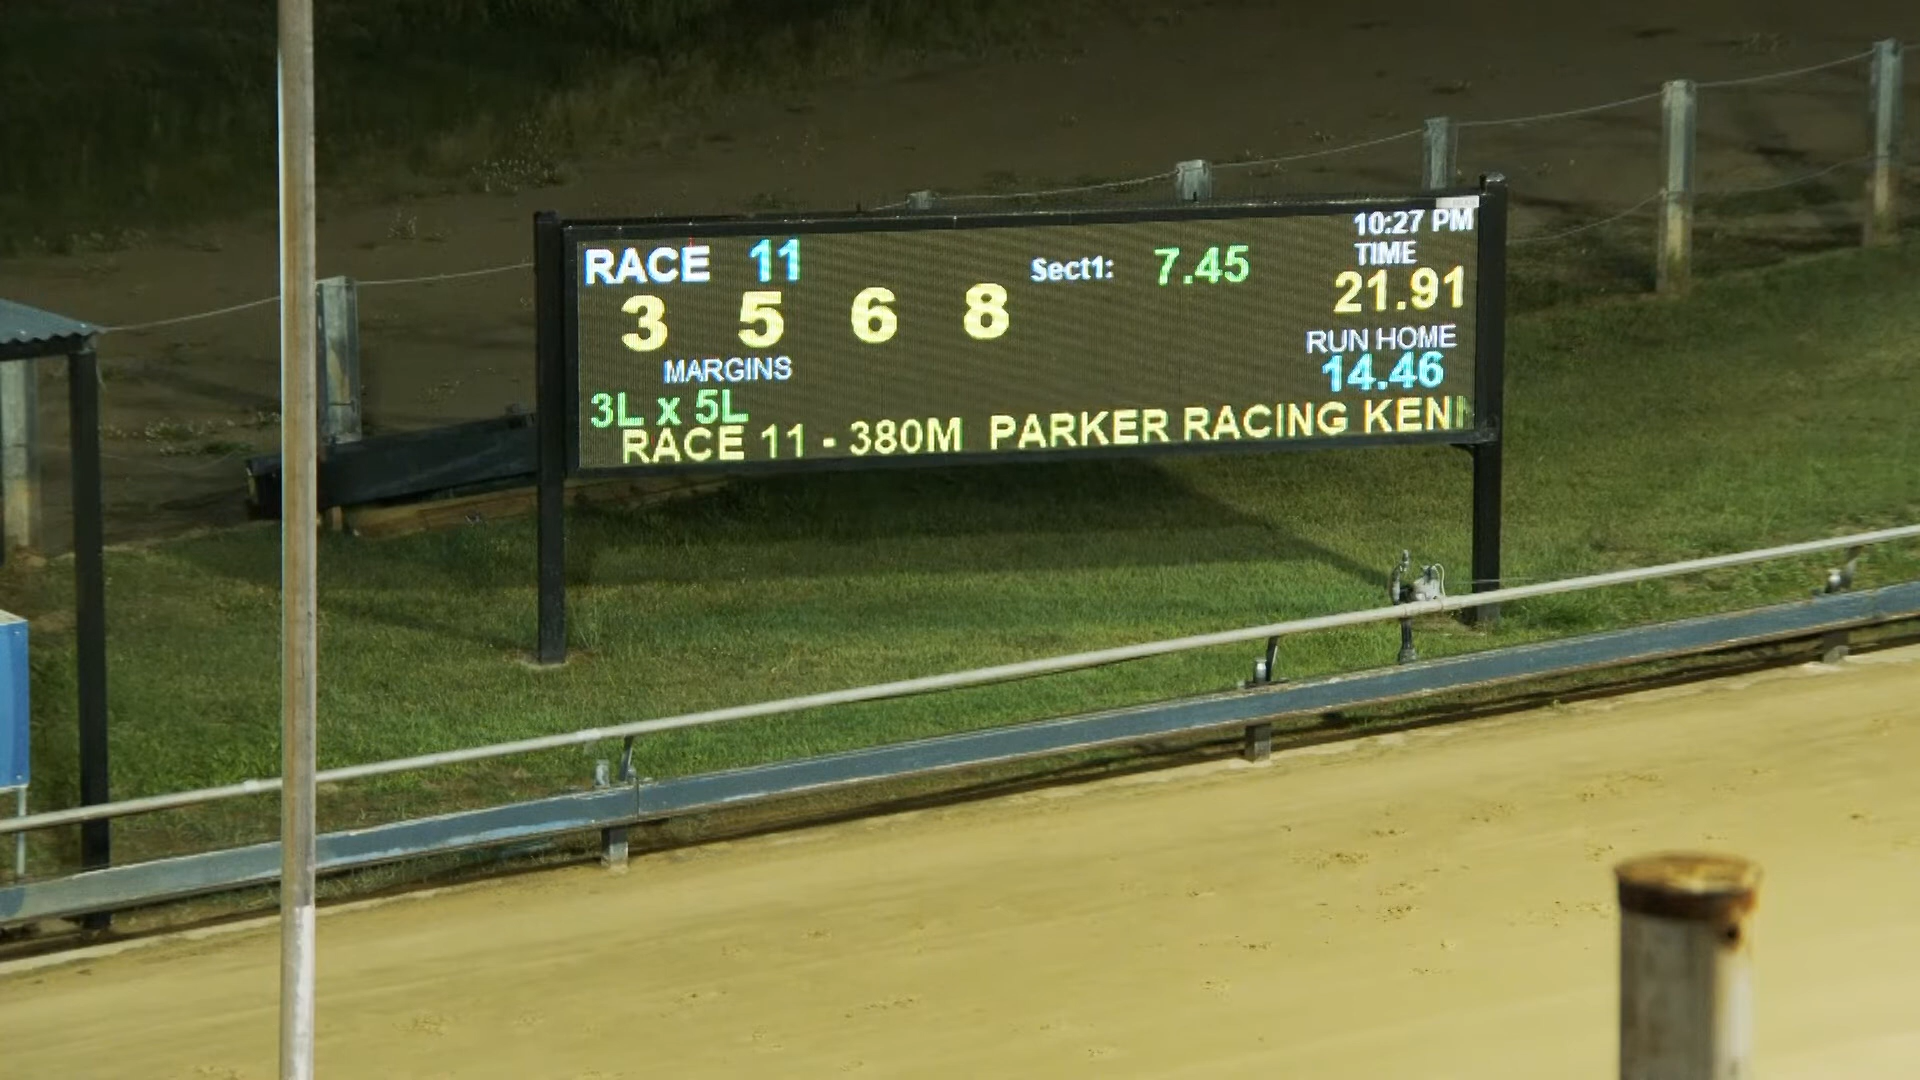 10:27 PM
RACE 11 Sect1: 7.45 TIME
21.91
3 5 6 8
RUN HOME
MARGINS 14.46
3L x 5L
RACE 11 - 380M PARKER RACING